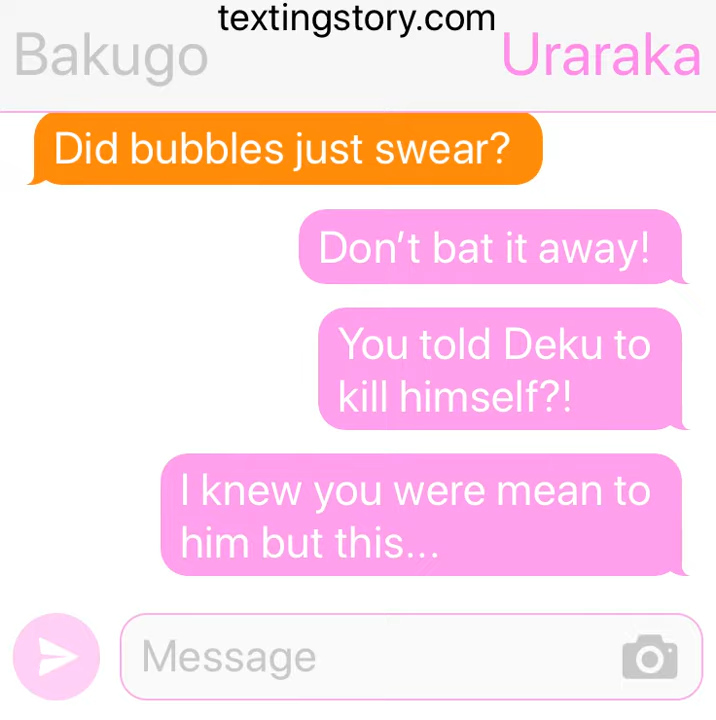 textingstory.com
Bakugo
Uraraka
Did bubbles just swear?
Don’t bat it away!
You told Deku to
kill himself?!
I knew you were mean to
him but this...
Message